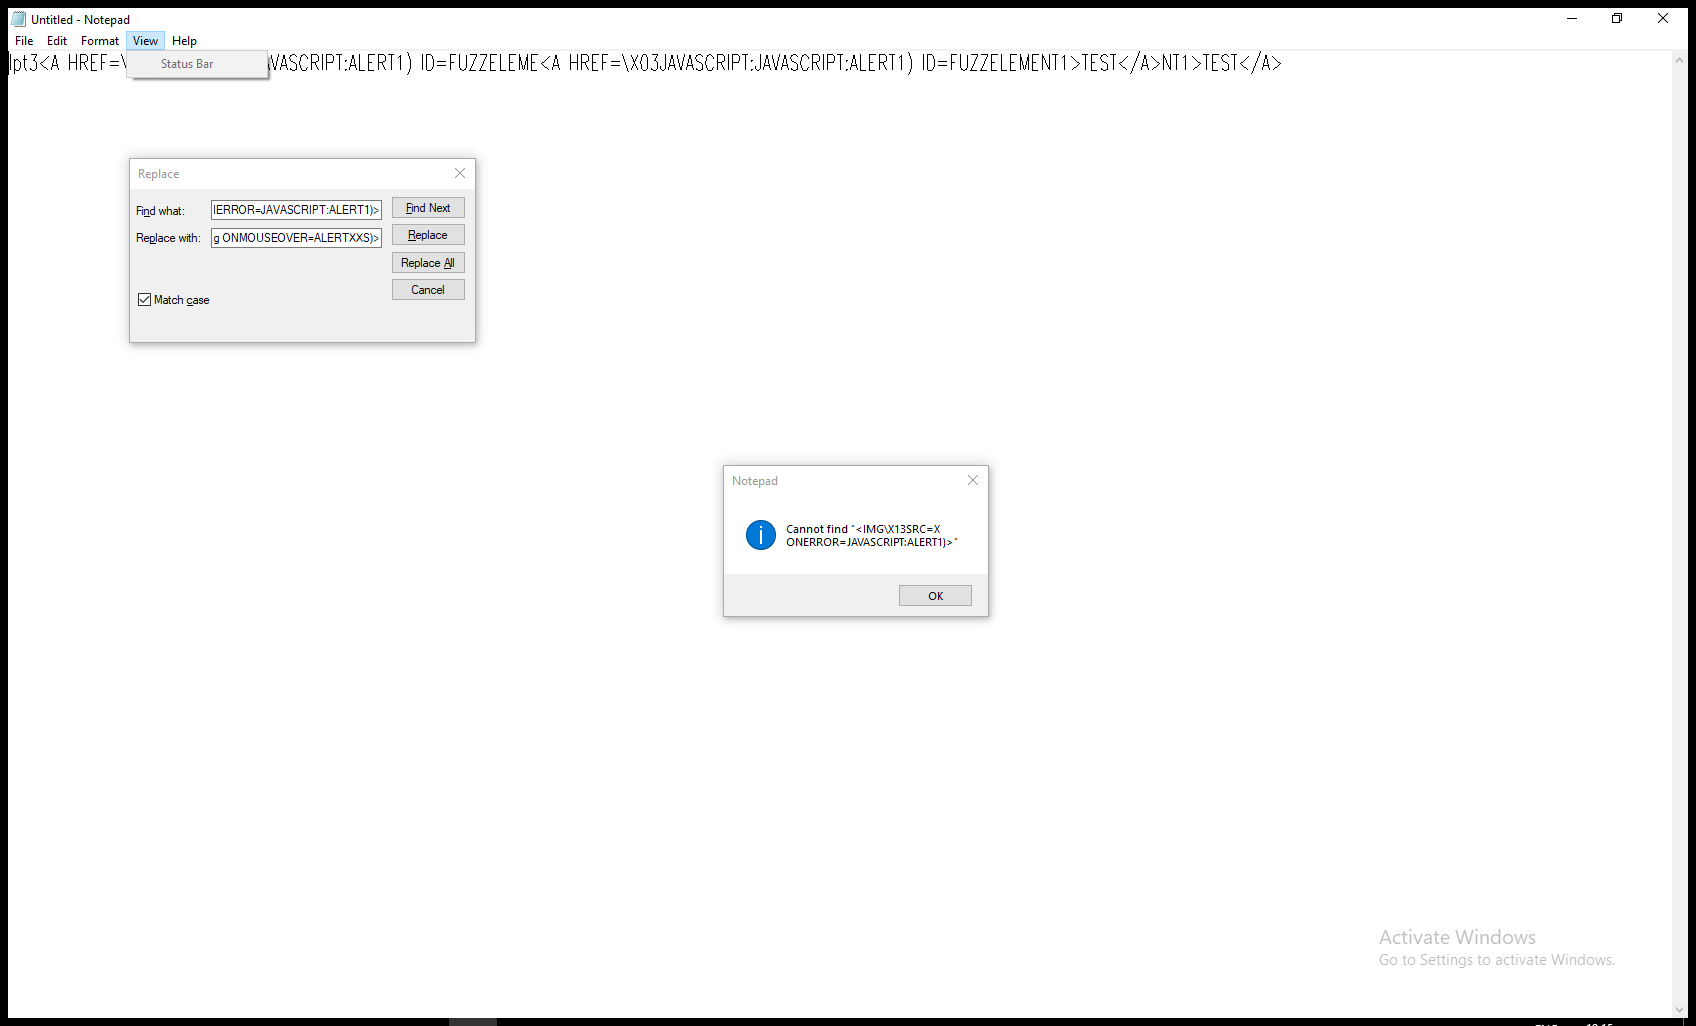 Untitled - Notepad
File Edit Format View Help
lpt3<A HREF=\
Status Bar
VASCRIPT:ALERT1) ID=FUZZELEME<A HREF=\X03JAVASCRIPT:JAVASCRIPT:ALERT1) ID=FUZZELEMENT1>TEST</A>NT1>TEST</A>
Replace
Find what: IERROR=JAVASCRIPT:ALERT1)> Find Next
Replace with: g ONMOUSEOVER=ALERTXXS)> Replace
Replace All
Cancel
Match case
Notepad
Cannot find "<IMG\X13SRC=X
ONERROR=JAVASCRIPT:ALERT1)>"
OK
Activate Windows
Go to Settings to activate Windows.